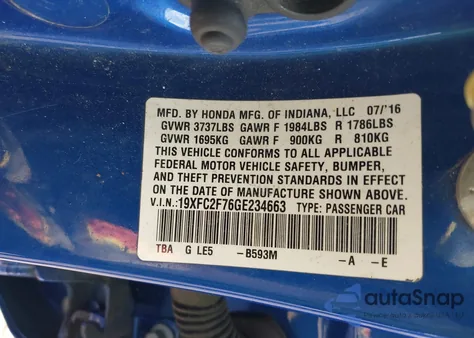 MFD. BY HONDA MFG. OF INDIANA, LLC 07/'16
GVWR 3737LBS GAWR F 1984LBS R 1786LBS
GVWR 1695KG GAWR F 900KG R 810KG
THIS VEHICLE CONFORMS TO ALL APPLICABLE
FEDERAL MOTOR VEHICLE SAFETY, BUMPER,
AND THEFT PREVENTION STANDARDS IN EFFECT
ON THE DATE OF MANUFACTURE SHOWN ABOVE.
V.I.N.:19XFC2F76GE234663 TYPE: PASSENGER CAR
TBA G LE5 -B593M -A -E
autoSnap